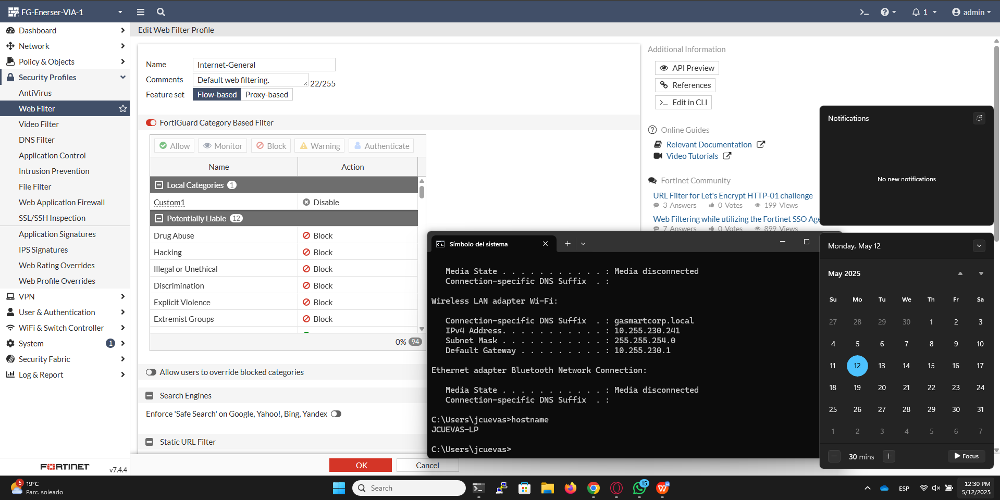 FG-Enerser-VIA-1
1
admin
Dashboard
Network
Policy & Objects
Security Profiles
AntiVirus
Web Filter
Video Filter
DNS Filter
Application Control
Intrusion Prevention
File Filter
Web Application Firewall
SSL/SSH Inspection
Application Signatures
IPS Signatures
Web Rating Overrides
Web Profile Overrides
VPN
User & Authentication
WiFi & Switch Controller
System 1
Security Fabric
Log & Report
FORTINET v7.4.4
Edit Web Filter Profile
Name Internet-General
Comments Default web filtering. 22/255
Feature set Flow-based Proxy-based
FortiGuard Category Based Filter
Allow Monitor Block Warning Authenticate
Name Action
Local Categories 1
Custom1 Disable
Potentially Liable 12
Drug Abuse Block
Hacking Block
Illegal or Unethical Block
Discrimination Block
Explicit Violence Block
Extremist Groups Block
0% 94
Allow users to override blocked categories
Search Engines
Enforce 'Safe Search' on Google, Yahoo!, Bing, Yandex
Static URL Filter
OK Cancel
Additional Information
API Preview
References
Edit in CLI
Online Guides
Relevant Documentation
Video Tutorials
Fortinet Community
URL Filter for Let's Encrypt HTTP-01 challenge
3 Answers 0 Votes 199 Views
Web Filtering while utilizing the Fortinet SSO Age
7 Answers 0 Votes 899 Views
Símbolo del sistema
Media State . . . . . . . . . . . : Media disconnected
Connection-specific DNS Suffix . :
Wireless LAN adapter Wi-Fi:
Connection-specific DNS Suffix . : gasmartcorp.local
IPv4 Address. . . . . . . . . . . : 10.255.230.241
Subnet Mask . . . . . . . . . . . : 255.255.254.0
Default Gateway . . . . . . . . . : 10.255.230.1
Ethernet adapter Bluetooth Network Connection:
Media State . . . . . . . . . . . : Media disconnected
Connection-specific DNS Suffix . :
C:\Users\jcuevas>hostname
JCUEVAS-LP
C:\Users\jcuevas>
Notifications
No new notifications
Monday, May 12
May 2025
Su Mo Tu We Th Fr Sa
27 28 29 30 1 2 3
4 5 6 7 8 9 10
11 12 13 14 15 16 17
18 19 20 21 22 23 24
25 26 27 28 29 30 31
1 2 3 4 5 6 7
30 mins Focus
5
19°C
Parc. soleado
Search
15
ESP
12:30 PM
5/12/2025